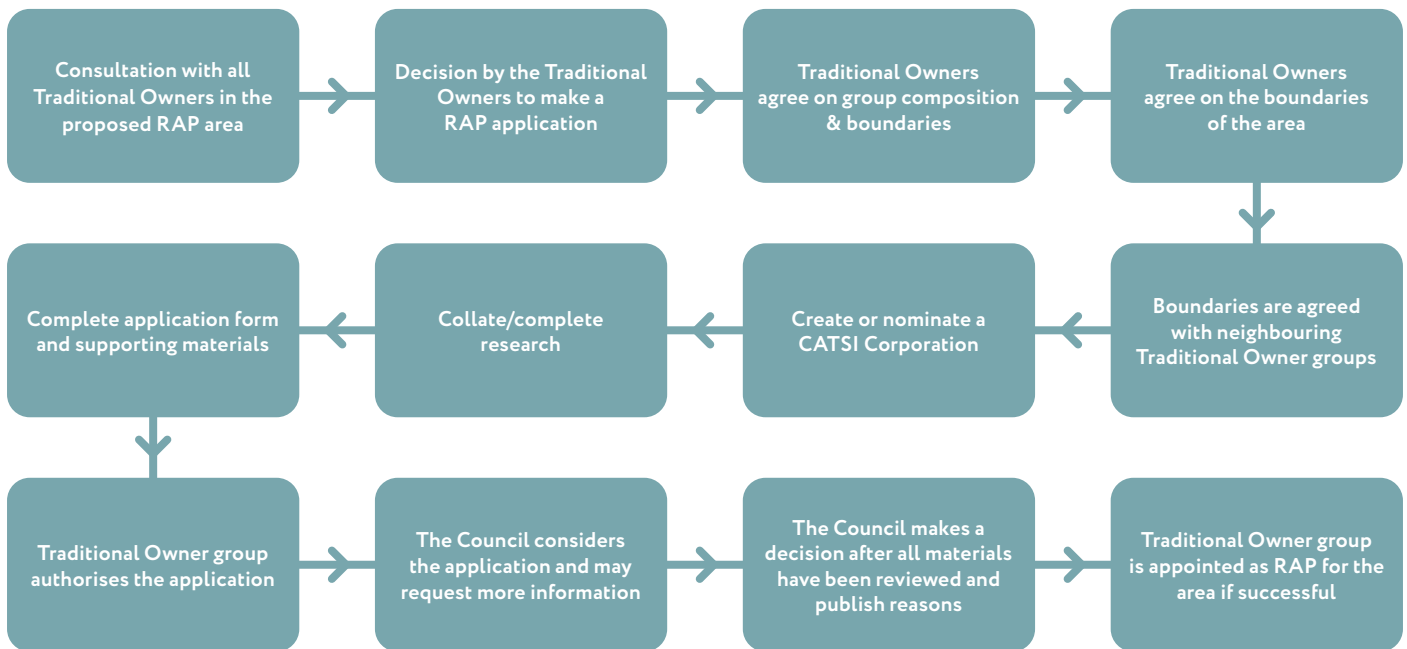 Consultation with all
Traditional Owners in the
proposed RAP area
Decision by the Traditional
Owners to make a
RAP application
Traditional Owners
agree on group composition
& boundaries
Traditional Owners
agree on the boundaries
of the area
Boundaries are agreed
with neighbouring
Traditional Owner groups
Create or nominate a
CATSI Corporation
Collate/complete
research
Complete application form
and supporting materials
Traditional Owner group
authorises the application
The Council considers
the application and may
request more information
The Council makes a
decision after all materials
have been reviewed and
publish reasons
Traditional Owner group
is appointed as RAP for the
area if successful